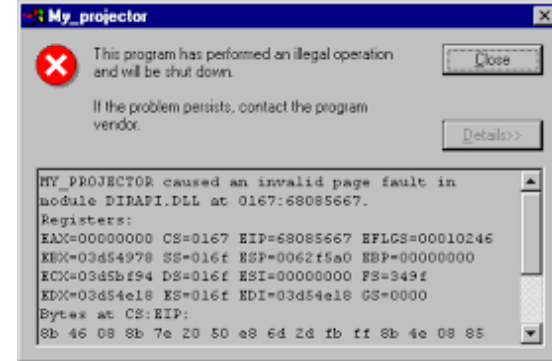 My_projector
This program has performed an illegal operation
and will be shut down.
Close
If the problem persists, contact the program
vendor.
Details>>
MY_PROJECTOR caused an invalid page fault in
module DIRAPI.DLL at 0167:68085667.
Registers:
EAX=00000000 CS=0167 EIP=68085667 EFLGS=00010246
EBX=03d54978 SS=016f ESP=0062f5a0 EBP=00000000
ECX=03d5bf94 DS=016f ESI=00000000 FS=349f
EDX=03d54e18 ES=016f EDI=03d54e18 GS=0000
Bytes at CS:EIP:
8b 46 08 8b 7e 20 50 e8 6d 2d fb ff 8b 4e 08 85